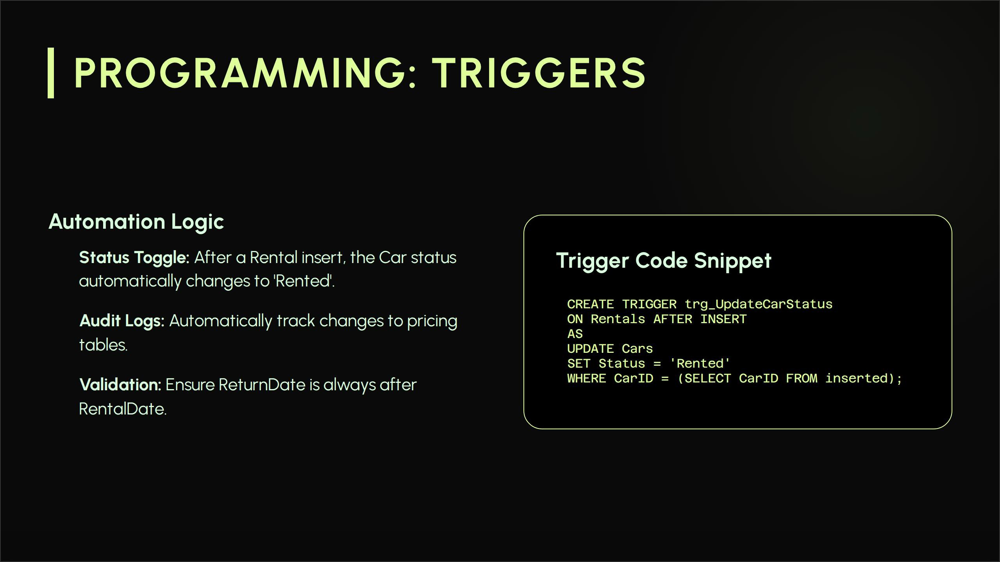 PROGRAMMING: TRIGGERS
Automation Logic
Status Toggle: After a Rental insert, the Car status
automatically changes to 'Rented'.
Audit Logs: Automatically track changes to pricing
tables.
Validation: Ensure ReturnDate is always after
RentalDate.
Trigger Code Snippet
CREATE TRIGGER trg_UpdateCarStatus
ON Rentals AFTER INSERT
AS
UPDATE Cars
SET Status = 'Rented'
WHERE CarID = (SELECT CarID FROM inserted);